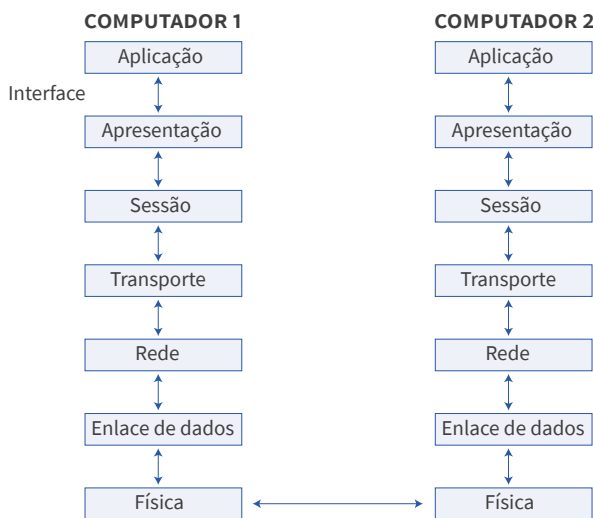 COMPUTADOR 1
COMPUTADOR 2
Aplicação
Aplicação
Interface
Apresentação
Apresentação
Sessão
Sessão
Transporte
Transporte
Rede
Rede
Enlace de dados
Enlace de dados
Física
Física